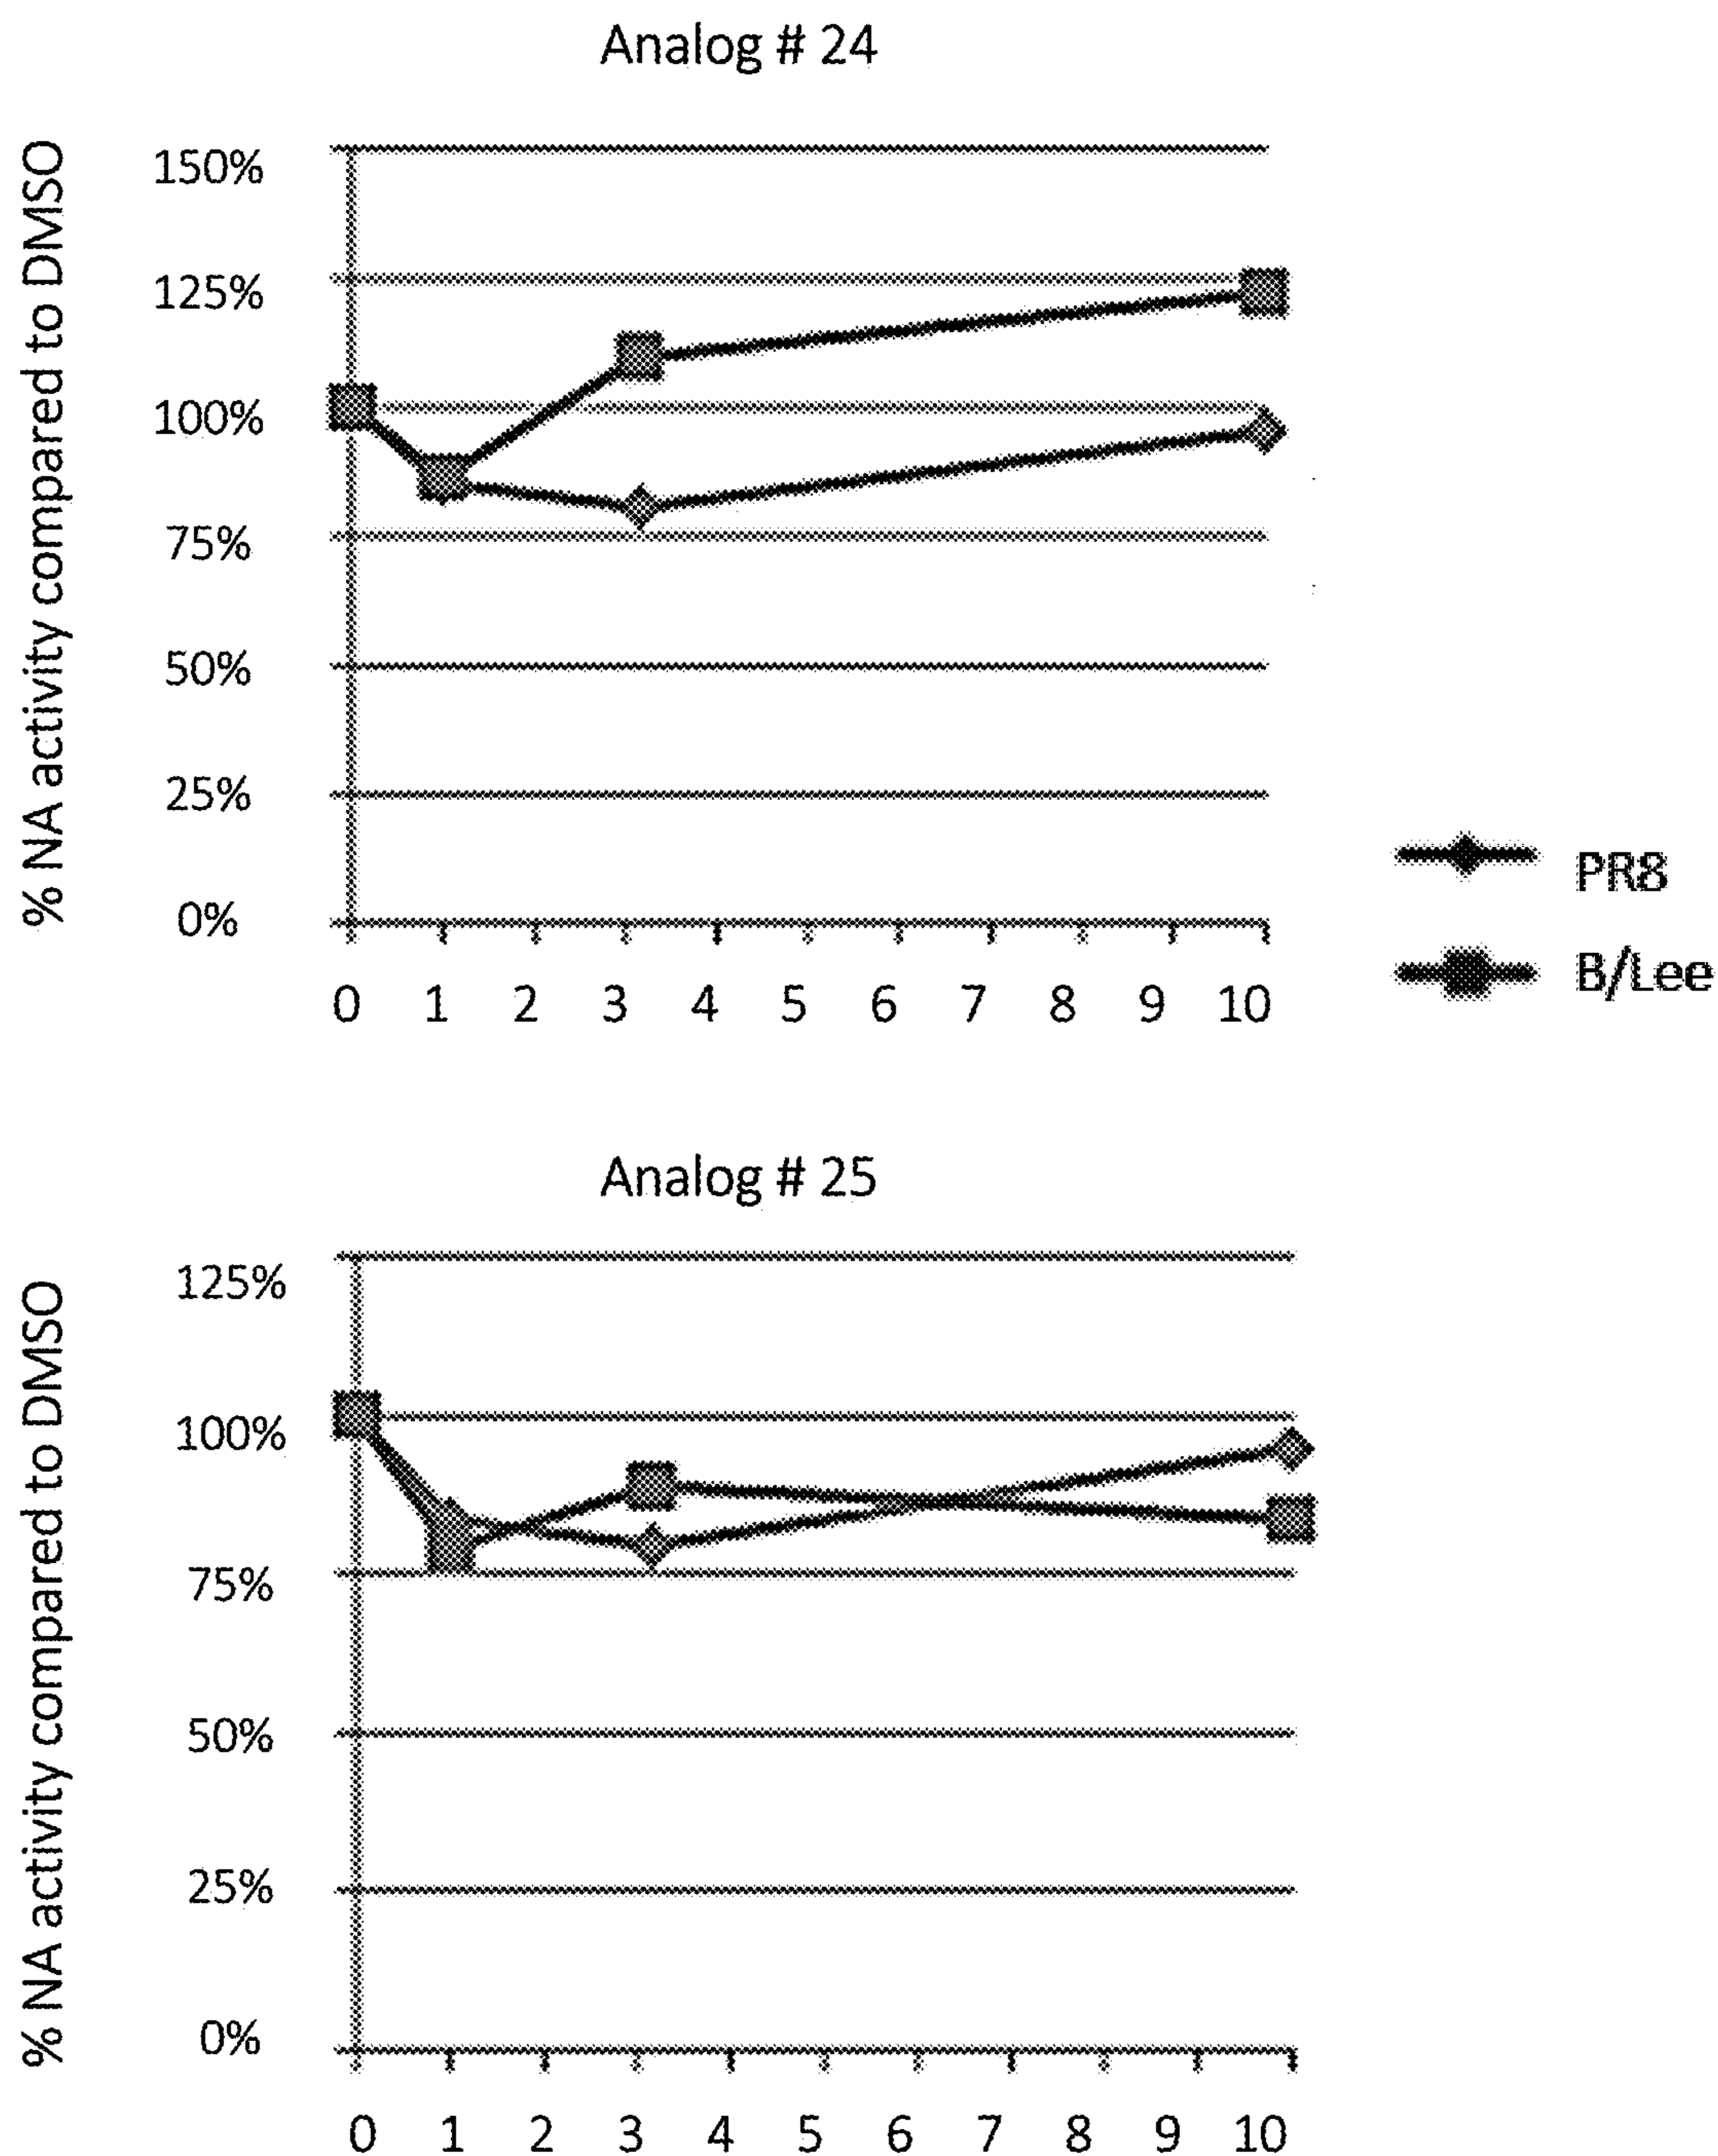 Analog # 24
% NA activity compared to DMSO
150%
125%
100%
75%
50%
25%
0%
0 1 2 3 4 5 6 7 8 9 10
PR8
B/Lee
Analog # 25
% NA activity compared to DMSO
125%
100%
75%
50%
25%
0%
0 1 2 3 4 5 6 7 8 9 10